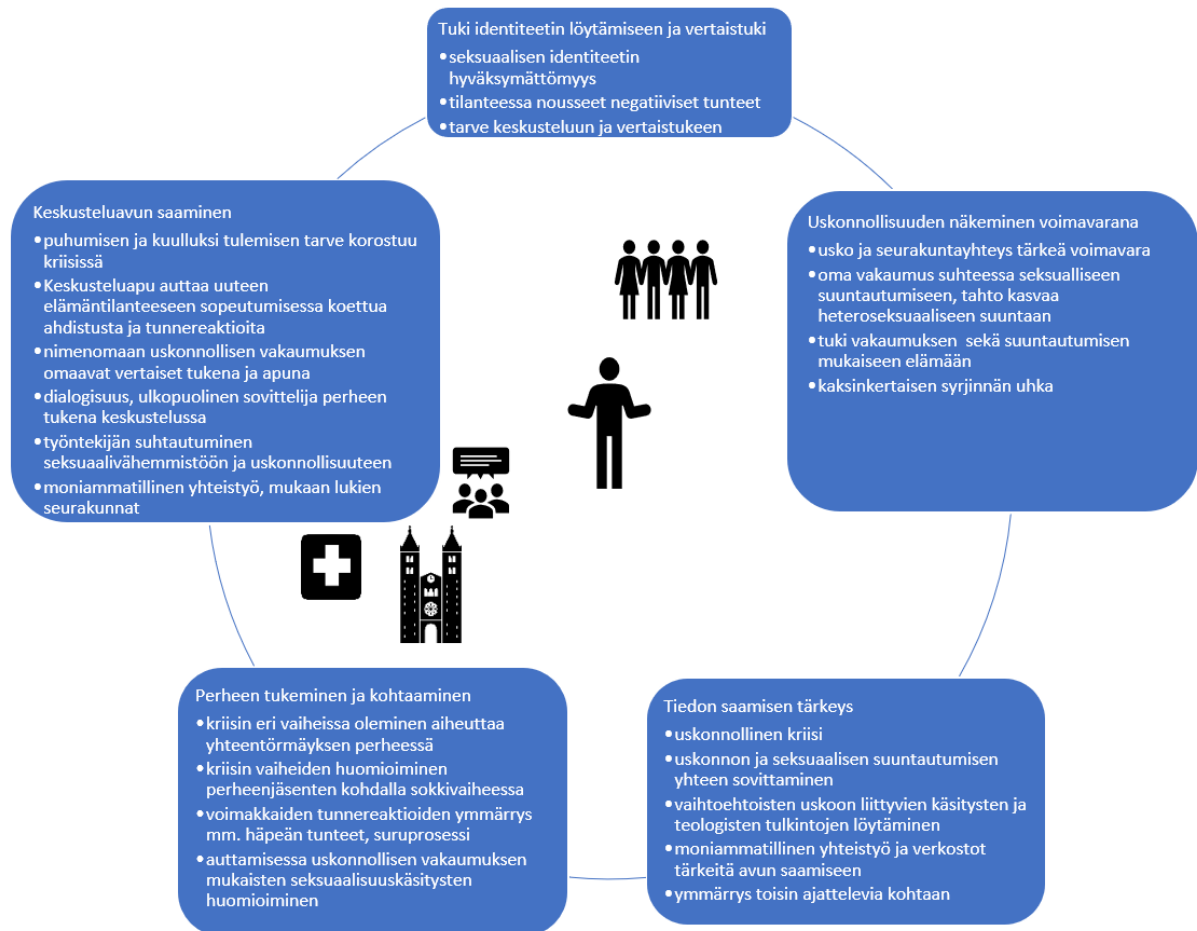 Tuki identiteetin löytämiseen ja vertaistuki
•seksuaalisen identiteetin
hyväksymättömyys
•tilanteessa nousseet negatiiviset tunteet
•tarve keskusteluun ja vertaistukeen
Keskusteluavun saaminen
•puhumisen ja kuulluksi tulemisen tarve korostuu
kriisissä
•Keskusteluapu auttaa uuteen
elämäntilanteeseen sopeutumisessa koettua
ahdistusta ja tunnereaktioita
•nimenomaan uskonnollisen vakaumuksen
omaavat vertaiset tukena ja apuna
•dialogisuus, ulkopuolinen sovittelija perheen
tukena keskustelussa
•työntekijän suhtautuminen
seksuaalivähemmistöön ja uskonnollisuuteen
•moniammatillinen yhteistyö, mukaan lukien
seurakunnat
Uskonnollisuuden näkeminen voimavarana
•usko ja seurakuntayhteys tärkeä voimavara
•oma vakaumus suhteessa seksualliseen
suuntautumiseen, tahto kasvaa
heteroseksuaaliseen suuntaan
•tuki vakaumuksen sekä suuntautumisen
mukaiseen elämään
•kaksinkertaisen syrjinnän uhka
Perheen tukeminen ja kohtaaminen
•kriisin eri vaiheissa oleminen aiheuttaa
yhteentörmäyksen perheessä
•kriisin vaiheiden huomioiminen
perheenjäsenten kohdalla sokkivaiheessa
•voimakkaiden tunnereaktioiden ymmärrys
mm. häpeän tunteet, suruprosessi
•auttamisessa uskonnollisen vakaumuksen
mukaisten seksuaalisuuskäsitysten
huomioiminen
Tiedon saamisen tärkeys
•uskonnollinen kriisi
•uskonnon ja seksuaalisen suuntautumisen
yhteen sovittaminen
•vaihtoehtoisten uskoon liittyvien käsitysten ja
teologisten tulkintojen löytäminen
•moniammatillinen yhteistyö ja verkostot
tärkeitä avun saamiseen
•ymmärrys toisin ajattelevia kohtaan